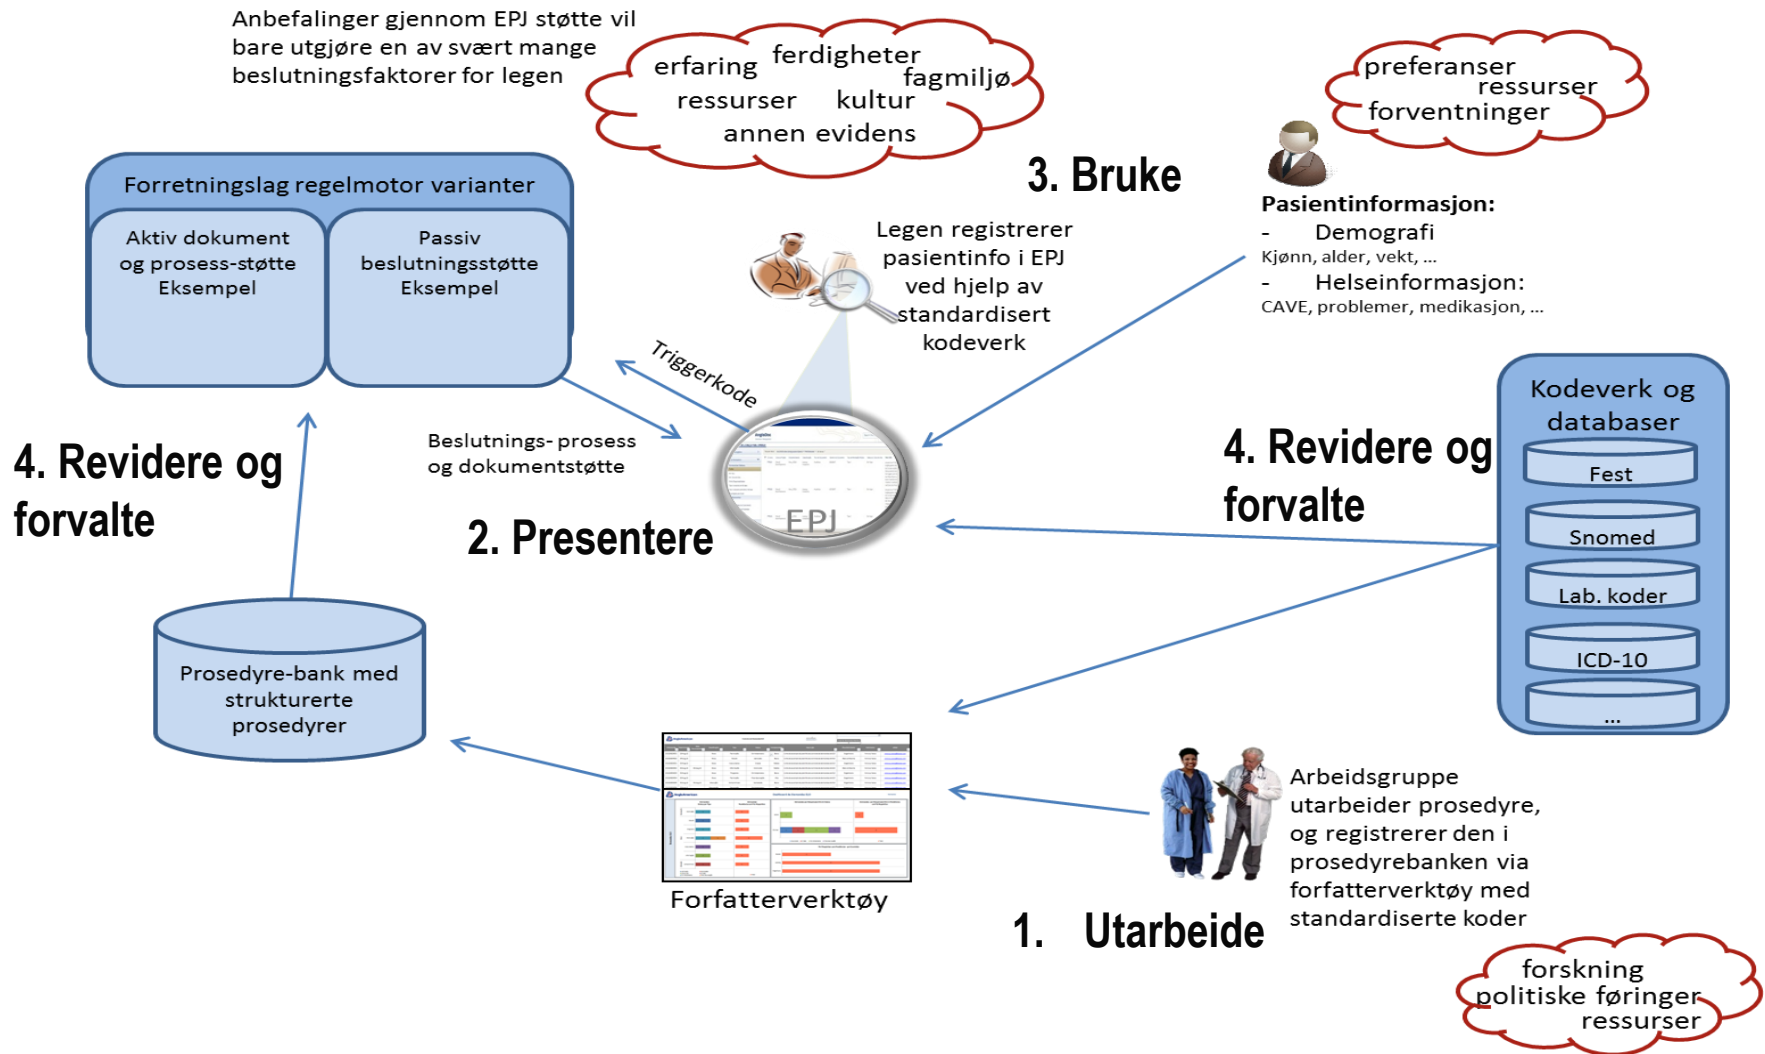 Anbefalinger gjennom EPJ støtte vil
bare utgjøre en av svært mange
beslutningsfaktorer for legen
erfaring
ferdigheter
fagmiljø
ressurser
kultur
annen evidens
preferanser
ressurser
forventninger
3. Bruke
Forretningslag regelmotor varianter
Aktiv dokument
og prosess-støtte
Eksempel
Passiv
beslutningsstøtte
Eksempel
Legen registrerer
pasientinfo i EPJ
ved hjelp av
standardisert
kodeverk
Pasientinformasjon:
- Demografi
Kjønn, alder, vekt, ...
- Helseinformasjon:
CAVE, problemer, medikasjon, ...
Triggerkode
Beslutnings- prosess
og dokumentstøtte
4. Revidere og
forvalte
2. Presentere
EPJ
4. Revidere og
forvalte
Kodeverk og
databaser
Fest
Snomed
Lab. koder
ICD-10
...
Prosedyre-bank med
strukturerte
prosedyrer
Forfatterverktøy
Arbeidsgruppe
utarbeider prosedyre,
og registrerer den i
prosedyrebanken via
forfatterverktøy med
standardiserte koder
1. Utarbeide
forskning
politiske føringer
ressurser